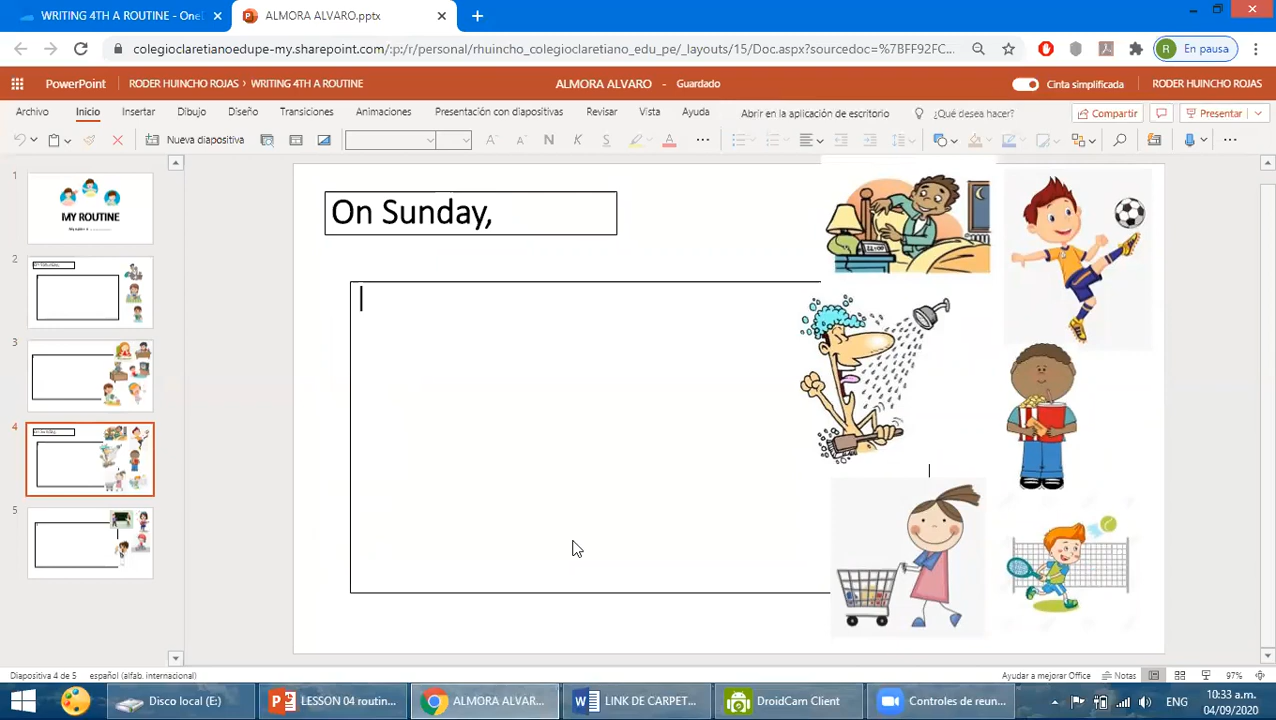 WRITING 4TH A ROUTINE - One
ALMORA ALVARO.pptx
colegioclaretianoedupe-my.sharepoint.com/:p:/r/personal/rhuincho_colegioclaretiano_edu_pe/_layouts/15/Doc.aspx?sourcedoc=%7BFF92FC...
R En pausa
PowerPoint RODER HUINCHO ROJAS > WRITING 4TH A ROUTINE
ALMORA ALVARO - Guardado
Cinta simplificada RODER HUINCHO ROJAS
Archivo Inicio Insertar Dibujo Diseño Transiciones Animaciones Presentación con diapositivas Revisar Vista Ayuda Abrir en la aplicación de escritorio ¿Qué desea hacer? Compartir Presentar
Nueva diapositiva N K S A
1
MY ROUTINE
2
3
4
5
On Sunday,
Diapositiva 4 de 5 español (alfab. internacional) Ayudar a mejorar Office Notas 97%
Disco local (E:) LESSON 04 routin... ALMORA ALVAR... LINK DE CARPET... DroidCam Client Controles de reun... ENG
10:33 a.m.
04/09/2020